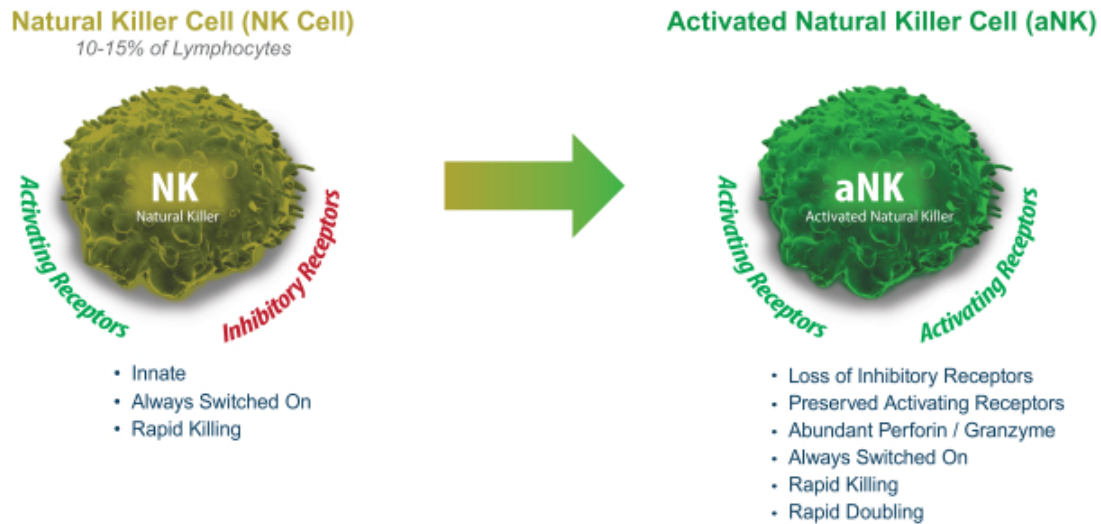 Natural Killer Cell (NK Cell)
10-15% of Lymphocytes
NK
Natural Killer
Activating Receptors
Inhibitory Receptors
• Innate
• Always Switched On
• Rapid Killing
Activated Natural Killer Cell (aNK)
aNK
Activated Natural Killer
Activating Receptors
Activating Receptors
• Loss of Inhibitory Receptors
• Preserved Activating Receptors
• Abundant Perforin / Granzyme
• Always Switched On
• Rapid Killing
• Rapid Doubling